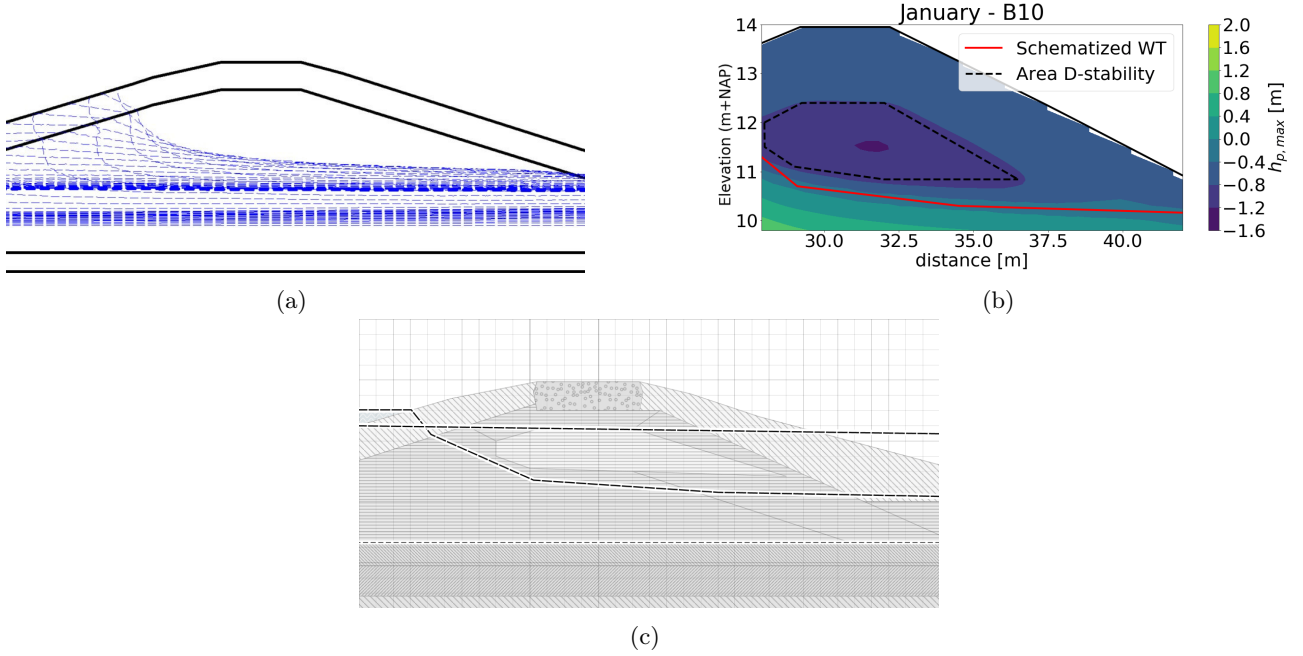 (a)
January - B10
Elevation (m+NAP)
14
13
12
11
10
Schematized WT
Area D-stability
30.0 32.5 35.0 37.5 40.0
distance [m]
2.0
1.6
1.2
0.8
0.4
0.0
−0.4
−0.8
−1.2
−1.6
hp, max [m]
(b)
(c)